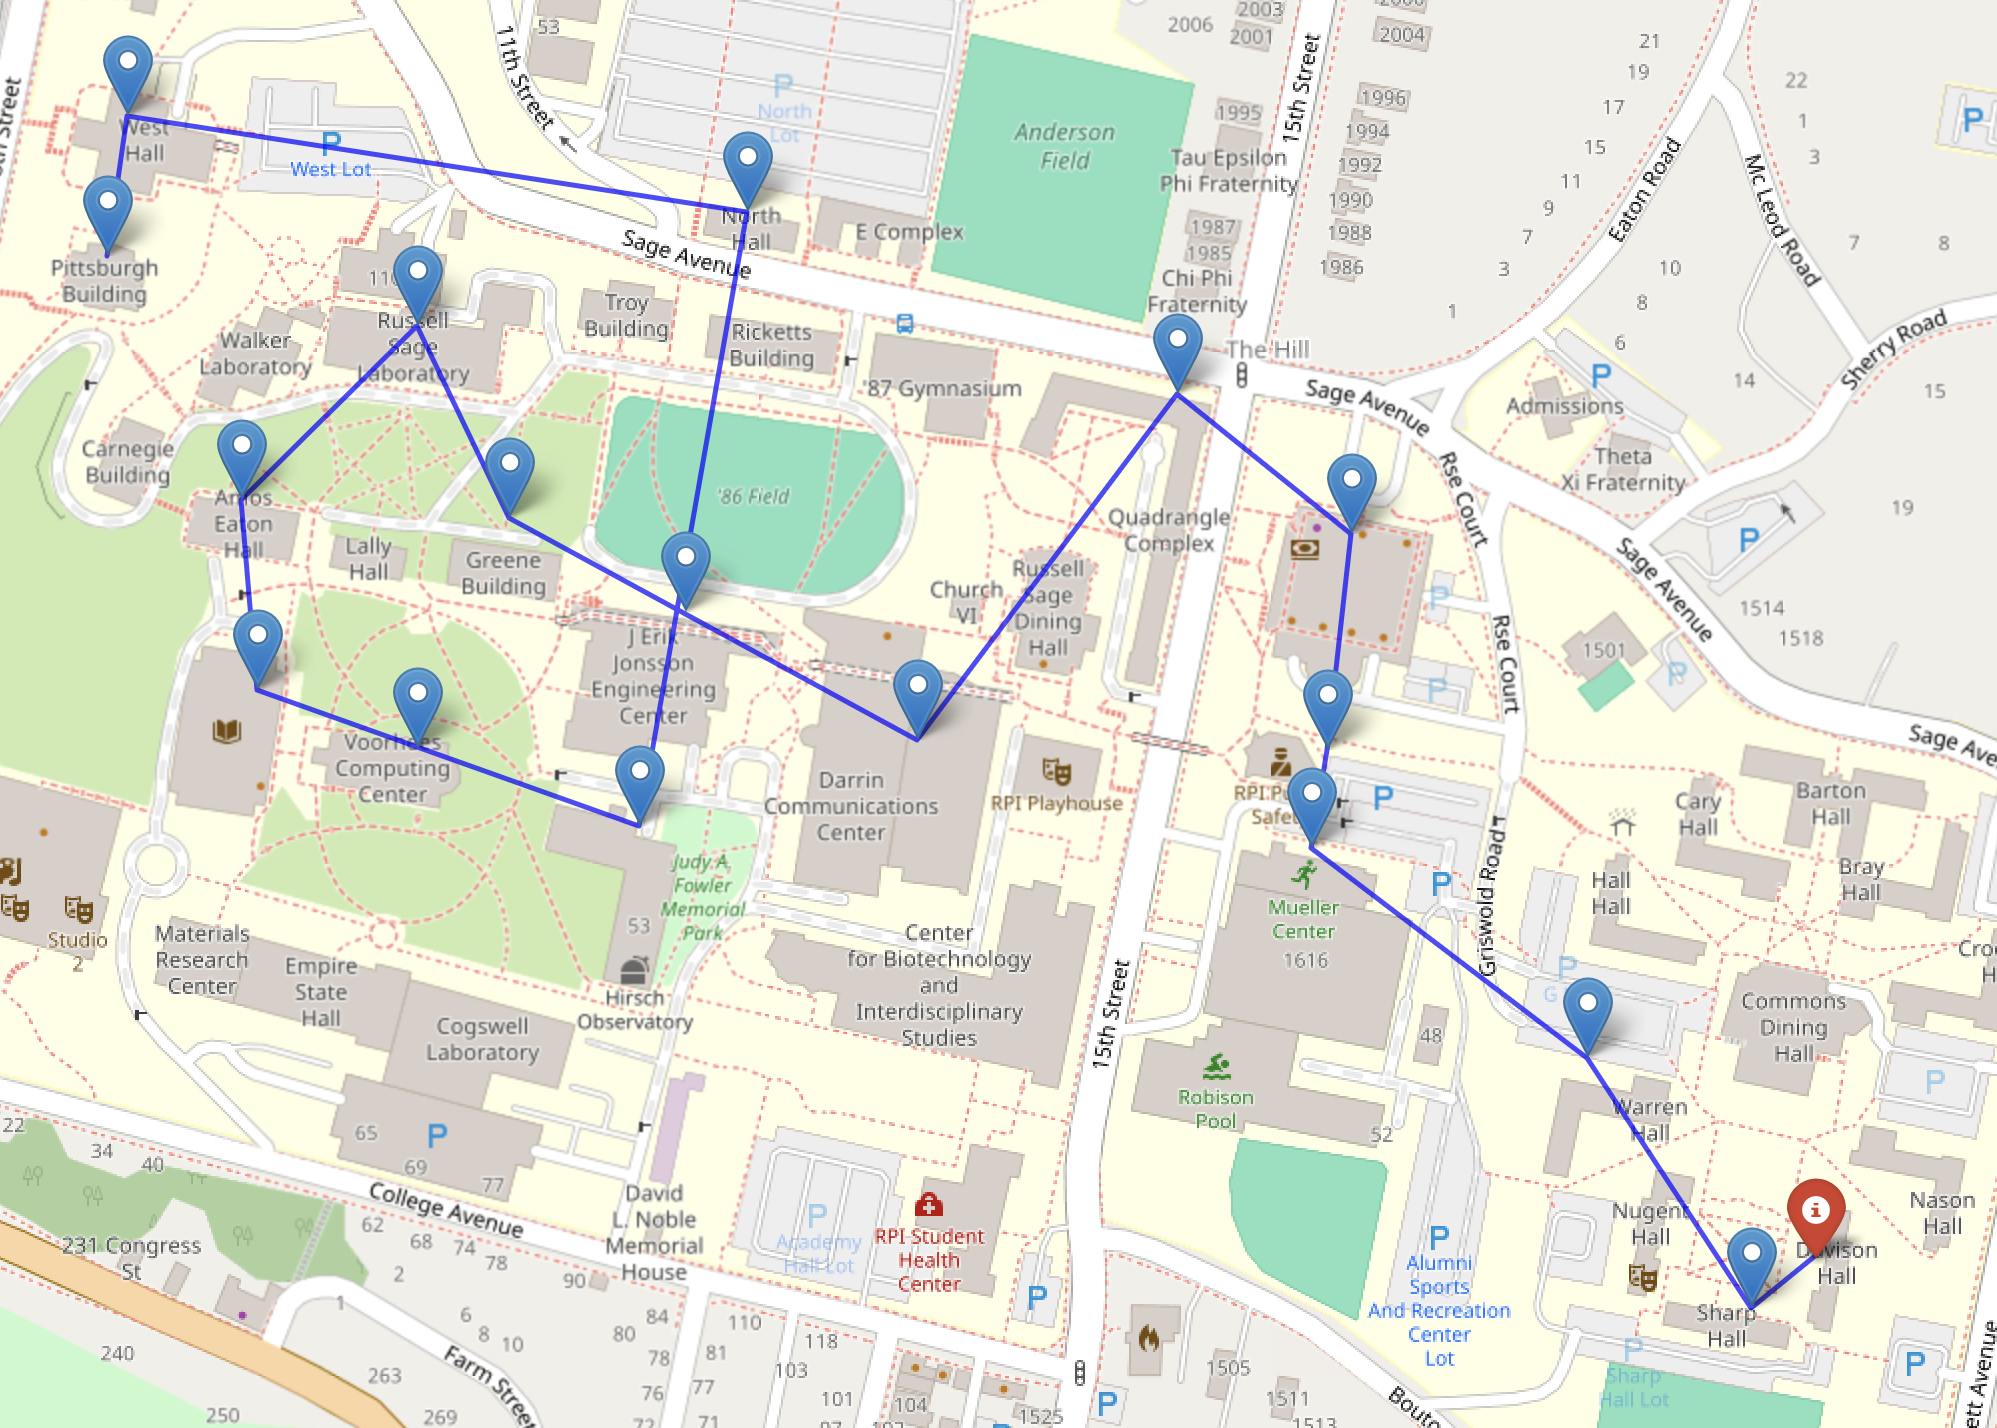 11th Street
53
2006
2003
2001
2004
21
19
17
15
11
9
7
3
1
22
1
3
7
8
P
West
Hall
P
West Lot
P
North
Lot
Anderson
Field
15th Street
1995
Tau Epsilon
Phi Fraternity
1987
1985
Chi Phi
Fraternity
1996
1994
1992
1990
1988
1986
Eaton Road
Mc Leod Road
10
8
6
14
15
Sherry Road
Pittsburgh
Building
North
Hall
E Complex
Sage Avenue
Troy
Building
Ricketts
Building
'87 Gymnasium
Walker
Laboratory
Russell
Sage
Laboratory
The Hill
Sage Avenue
P
Admissions
Theta
Xi Fraternity
19
P
Carnegie
Building
Amos
Eaton
Hall
Lally
Hall
Greene
Building
'86 Field
Quadrangle
Complex
Church
VI
Russell
Sage
Dining
Hall
Rse Court
Rse Court
Sage Avenue
1514
1518
1501
P
P
P
J Erik
Jonsson
Engineering
Center
Voorhees
Computing
Center
Darrin
Communications
Center
RPI Playhouse
P
Mueller
Center
1616
P
Griswold Road
Cary
Hall
Barton
Hall
Bray
Hall
Hall
Hall
Commons
Dining
Hall
P
G
P
Judy A.
Fowler
Memorial
Park
53
Hirsch
Observatory
Studio
2
Materials
Research
Center
Empire
State
Hall
Cogswell
Laboratory
Center
for Biotechnology
and
Interdisciplinary
Studies
15th Street
Robison
Pool
48
52
Warren
Hall
Nugent
Hall
Nason
Hall
Davison
Hall
Sharp
Hall
P
Sharp
Hall Lot
P
P
Alumni
Sports
And Recreation
Center
Lot
P
65
69
77
22
34
40
College Avenue
David
L. Noble
Memorial
House
P
Academy
Hall Lot
RPI Student
Health
Center
P
231 Congress
St
62
68
74
78
90
2
1
6
8
10
84
80
78
76
72
81
77
71
110
118
103
101
104
1525
P
1505
1511
1513
240
250
263
269
Farm Street